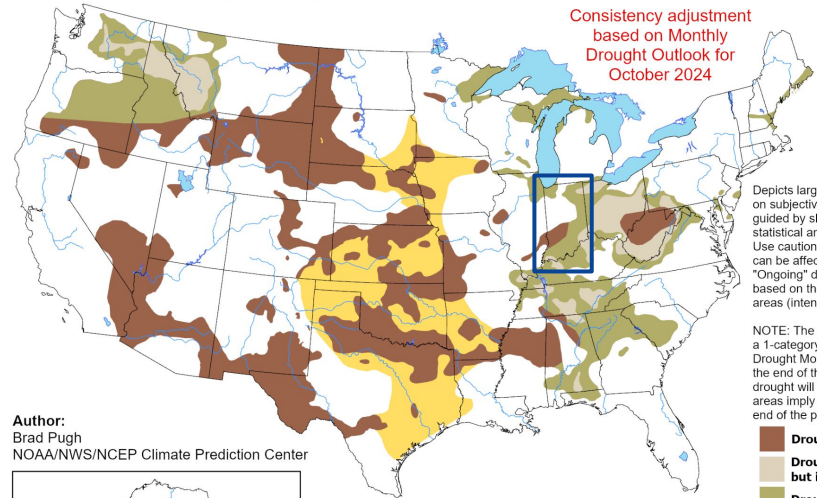 Consistency adjustment
based on Monthly
Drought Outlook for
October 2024
Depicts larg
on subjectiv
guided by s
statistical ar
Use caution
can be affec
"Ongoing" d
based on th
areas (inten
NOTE: The
a 1-category
Drought Mo
the end of th
drought will
areas imply
end of the p
Author:
Brad Pugh
NOAA/NWS/NCEP Climate Prediction Center
Drou
Drou
but i